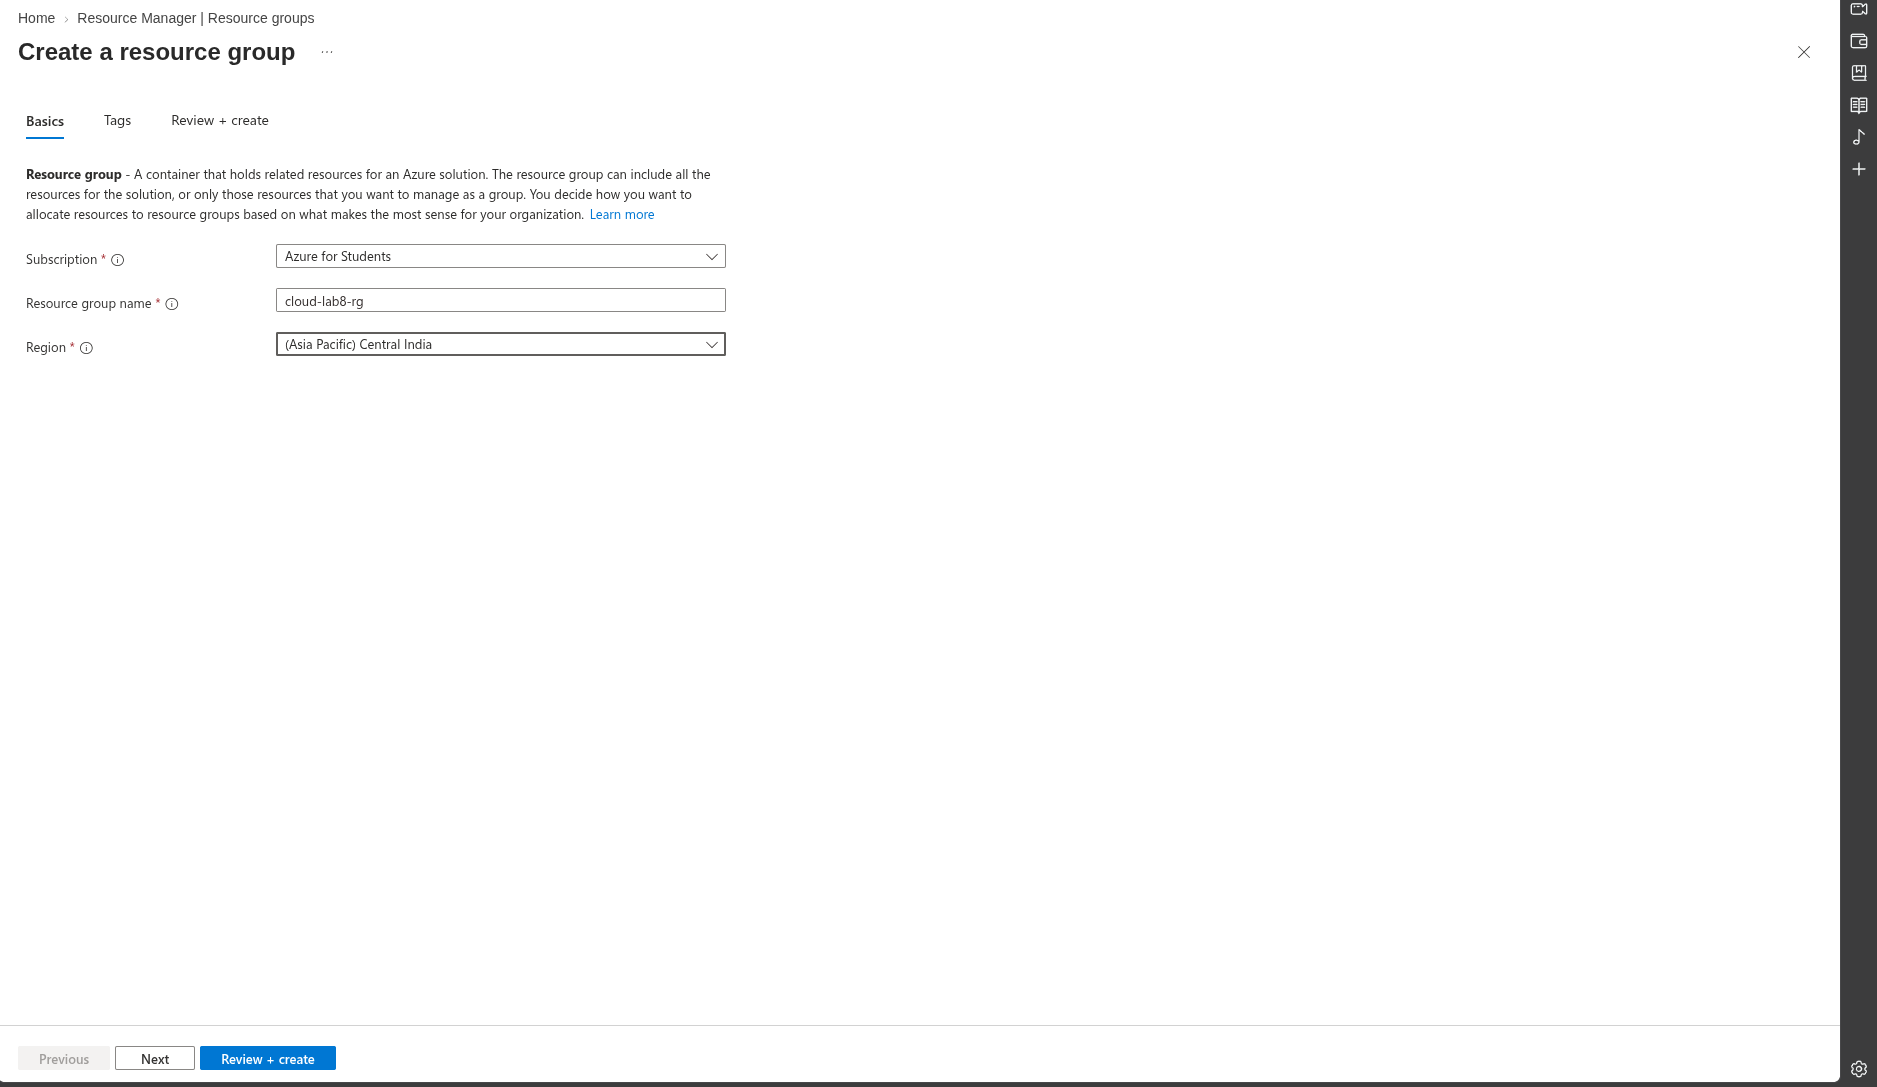 Home > Resource Manager | Resource groups
Create a resource group ...
Basics Tags Review + create
Resource group - A container that holds related resources for an Azure solution. The resource group can include all the
resources for the solution, or only those resources that you want to manage as a group. You decide how you want to
allocate resources to resource groups based on what makes the most sense for your organization. Learn more
Subscription * Azure for Students
Resource group name * cloud-lab8-rg
Region * (Asia Pacific) Central India
Previous Next Review + create